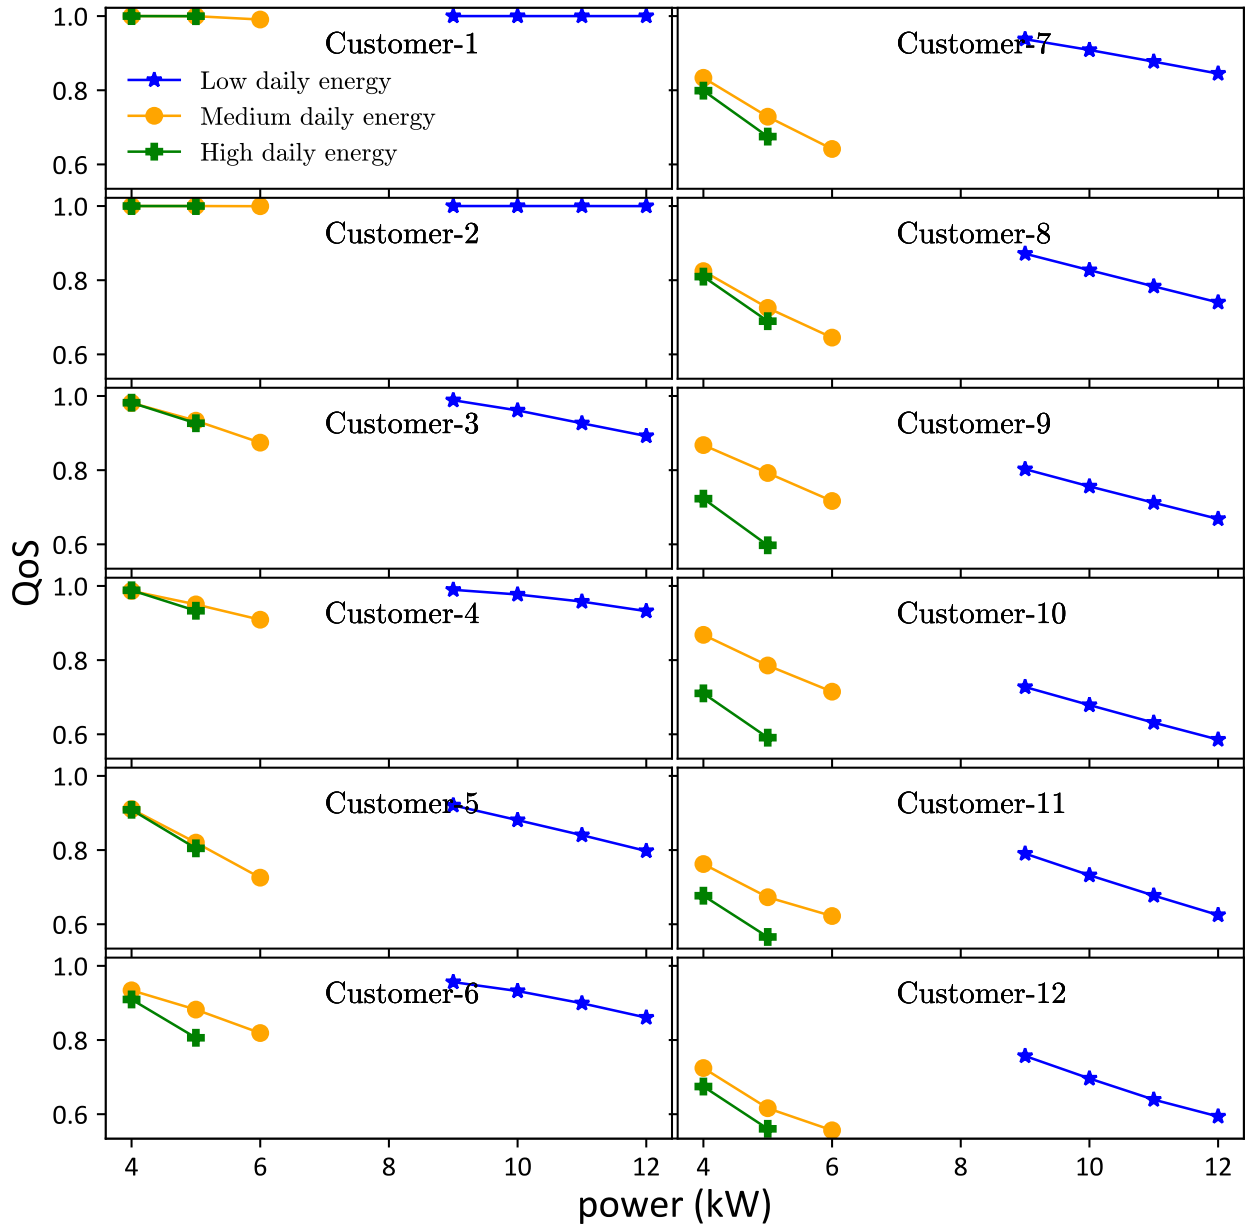 1.0
0.8
0.6
Customer-1
Low daily energy
Medium daily energy
High daily energy
Customer-7
1.0
0.8
0.6
Customer-2
Customer-8
1.0
0.8
0.6
Customer-3
Customer-9
QoS
1.0
0.8
0.6
Customer-4
Customer-10
1.0
0.8
0.6
Customer-5
Customer-11
1.0
0.8
0.6
Customer-6
Customer-12
4 6 8 10 12 4 6 8 10 12
power (kW)